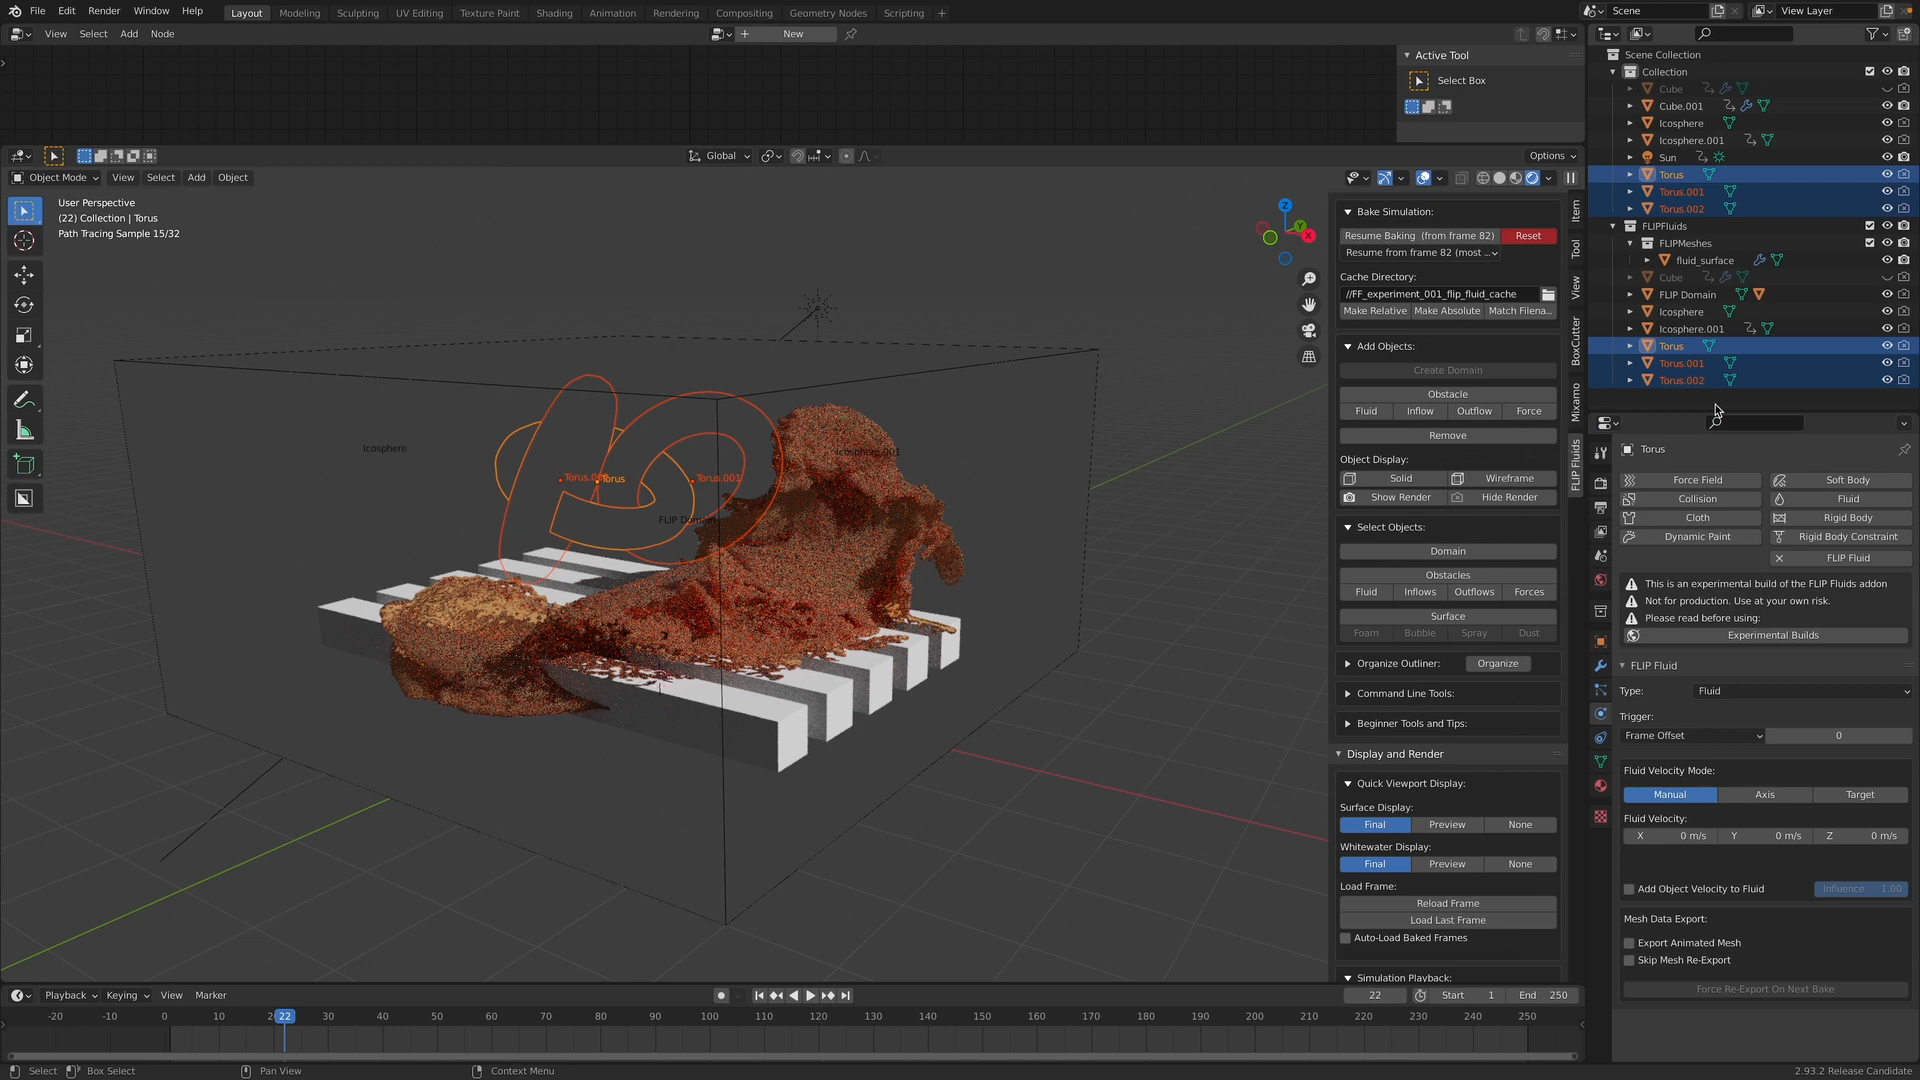 File Edit Render Window Help
Layout Modeling Sculpting UV Editing Texture Paint Shading Animation Rendering Compositing Geometry Nodes Scripting +
Scene
View Layer
View Select Add Node
+ New
Active Tool
Select Box
Global
Options
Object Mode View Select Add Object
User Perspective
(22) Collection | Torus
Path Tracing Sample 15/32
Z
Y
X
Icosphere
Icosphere.001
Torus
Torus.001
FLIP Domain
Item
Tool
View
BoxCutter
Mixamo
FLIP Fluids
Bake Simulation:
Resume Baking (from frame 82) Reset
Resume from frame 82 (most ...
Cache Directory:
//FF_experiment_001_flip_fluid_cache
Make Relative Make Absolute Match Filena...
Add Objects:
Create Domain
Obstacle
Fluid Inflow Outflow Force
Remove
Object Display:
Solid Wireframe
Show Render Hide Render
Select Objects:
Domain
Obstacles
Fluid Inflows Outflows Forces
Surface
Foam Bubble Spray Dust
Organize Outliner: Organize
Command Line Tools:
Beginner Tools and Tips:
Display and Render
Quick Viewport Display:
Surface Display:
Final Preview None
Whitewater Display:
Final Preview None
Load Frame:
Reload Frame
Load Last Frame
Auto-Load Baked Frames
Simulation Playback:
Scene Collection
Collection
Cube
Cube.001
Icosphere
Icosphere.001
Sun
Torus
Torus.001
Torus.002
FLIPFluids
FLIPMeshes
fluid_surface
Cube
FLIP Domain
Icosphere
Icosphere.001
Torus
Torus.001
Torus.002
Torus
Force Field Soft Body
Collision Fluid
Cloth Rigid Body
Dynamic Paint Rigid Body Constraint
FLIP Fluid
This is an experimental build of the FLIP Fluids addon
Not for production. Use at your own risk.
Please read before using:
Experimental Builds
FLIP Fluid
Type: Fluid
Trigger:
Frame Offset 0
Fluid Velocity Mode:
Manual Axis Target
Fluid Velocity:
X 0 m/s Y 0 m/s Z 0 m/s
Add Object Velocity to Fluid Influence 1.00
Mesh Data Export:
Export Animated Mesh
Skip Mesh Re-Export
Force Re-Export On Next Bake
Playback Keying View Marker
22 Start 1 End 250
-20 -10 0 10 22 30 40 50 60 70 80 90 100 110 120 130 140 150 160 170 180 190 200 210 220 230 240 250
Select Box Select Pan View Context Menu
2.93.2 Release Candidate